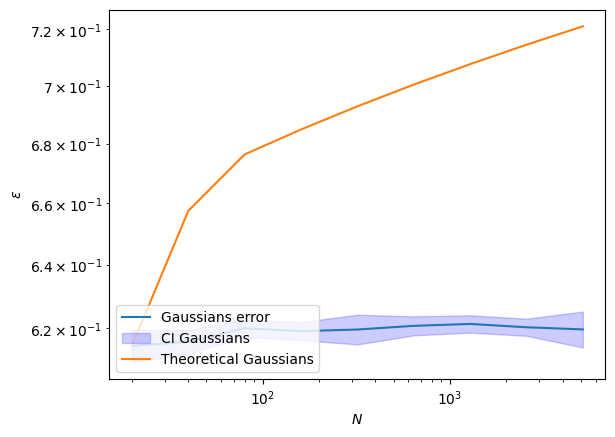 7.2 × 10⁻¹
7 × 10⁻¹
6.8 × 10⁻¹
6.6 × 10⁻¹
6.4 × 10⁻¹
6.2 × 10⁻¹
ε
Gaussians error
CI Gaussians
Theoretical Gaussians
10²
10³
N